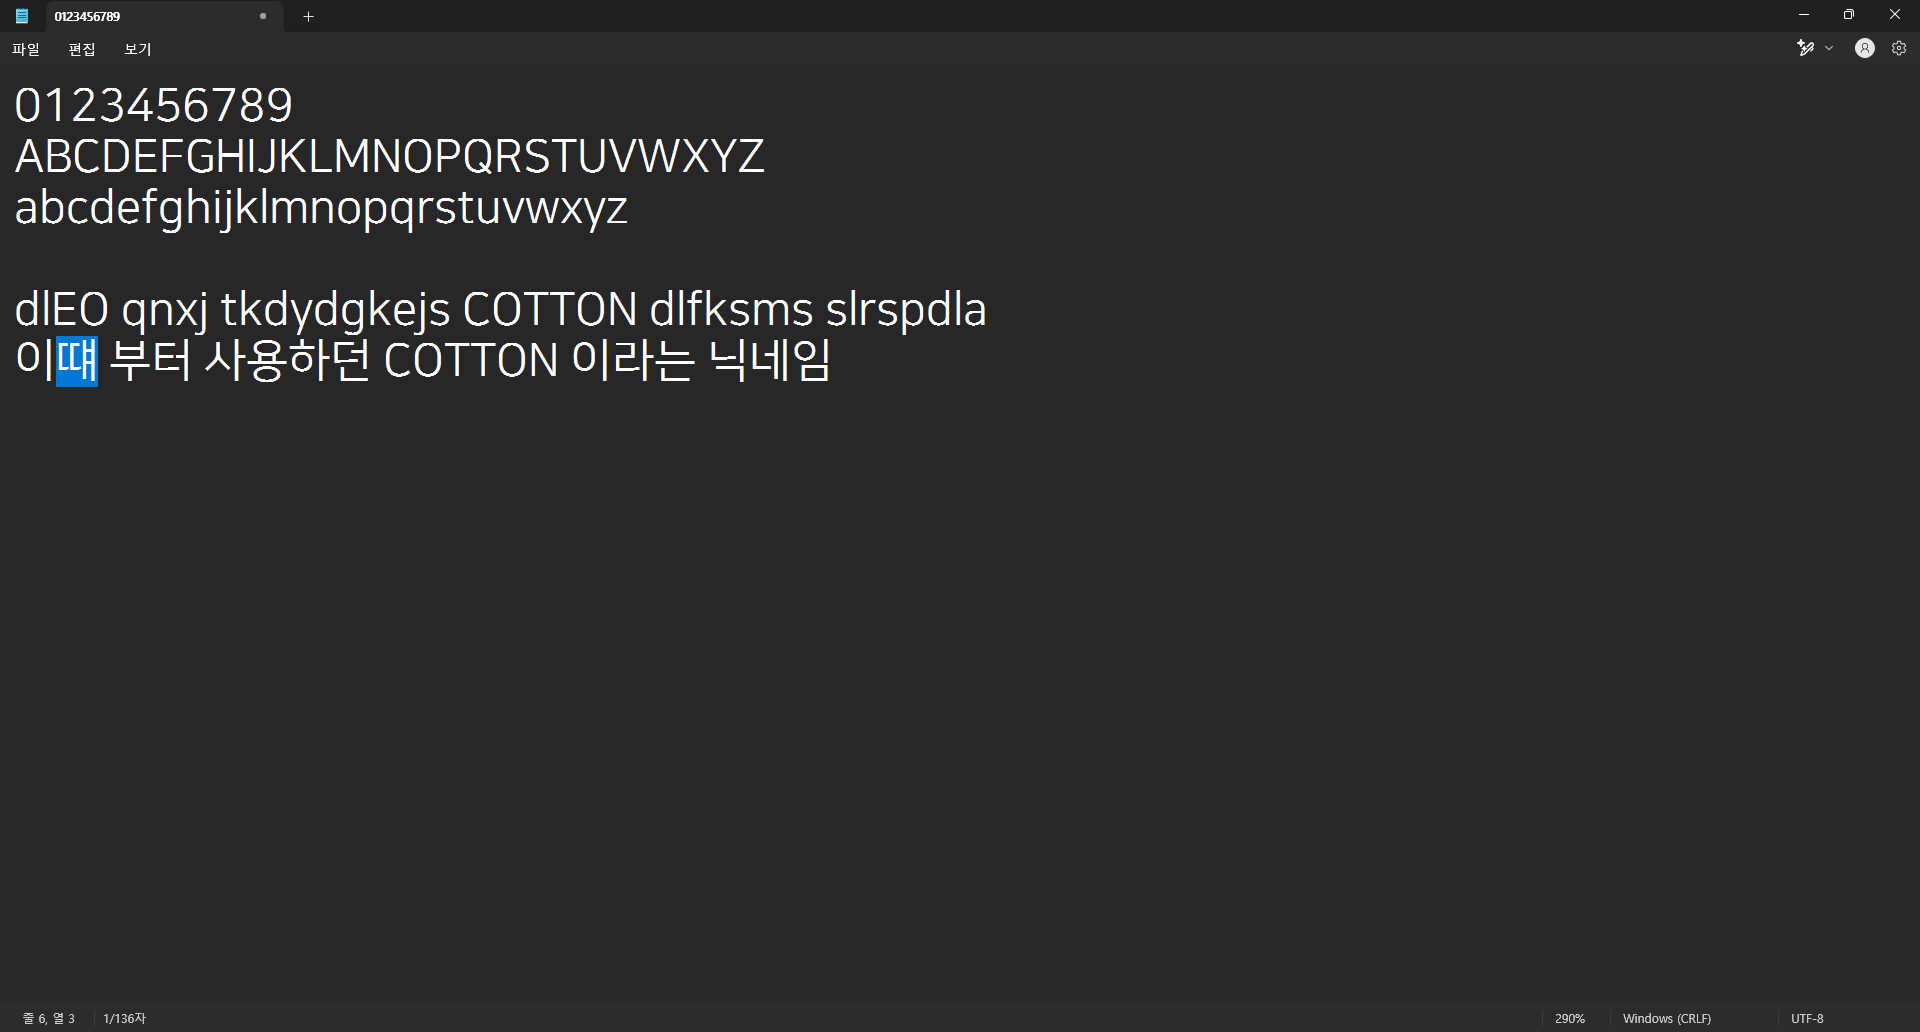 0123456789
파일 편집 보기
0123456789
ABCDEFGHIJKLMNOPQRSTUVWXYZ
abcdefghijklmnopqrstuvwxyz
dlEO qnxj tkdydgkejs COTTON dlfksms slrspdla
이떄 부터 사용하던 COTTON 이라는 닉네임
줄 6, 열 3 1/136자 290% Windows (CRLF) UTF-8